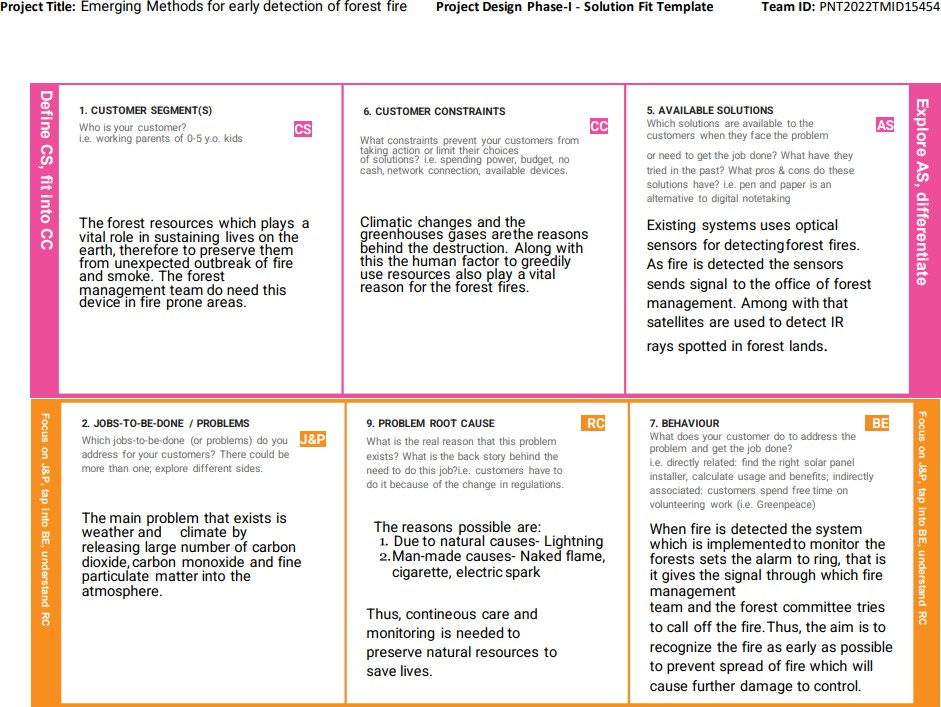 Project Title: Emerging Methods for early detection of forest fire Project Design Phase-I - Solution Fit Template Team ID: PNT2022TMID15454
Define CS, fit into CC
1. CUSTOMER SEGMENT(S)
Who is your customer?
i.e. working parents of 0-5 y.o. kids
CS
The forest resources which plays a
vital role in sustaining lives on the
earth, therefore to preserve them
from unexpected outbreak of fire
and smoke. The forest
management team do need this
device in fire prone areas.
6. CUSTOMER CONSTRAINTS
CC
What constraints prevent your customers from
taking action or limit their choices
of solutions? i.e. spending power, budget, no
cash, network connection, available devices.
Climatic changes and the
greenhouses gases are the reasons
behind the destruction. Along with
this the human factor to greedily
use resources also play a vital
reason for the forest fires.
5. AVAILABLE SOLUTIONS
Which solutions are available to the
customers when they face the problem
AS
or need to get the job done? What have they
tried in the past? What pros & cons do these
solutions have? i.e. pen and paper is an
alternative to digital notetaking
Existing systems uses optical
sensors for detecting forest fires.
As fire is detected the sensors
sends signal to the office of forest
management. Among with that
satellites are used to detect IR
rays spotted in forest lands.
Explore AS, differentiate
Focus on J&P, tap into BE, understand RC
2. JOBS-TO-BE-DONE / PROBLEMS
Which jobs-to-be-done (or problems) do you
address for your customers? There could be
more than one; explore different sides.
J&P
The main problem that exists is
weather and climate by
releasing large number of carbon
dioxide, carbon monoxide and fine
particulate matter into the
atmosphere.
9. PROBLEM ROOT CAUSE
RC
What is the real reason that this problem
exists? What is the back story behind the
need to do this job?i.e. customers have to
do it because of the change in regulations.
The reasons possible are:
1. Due to natural causes- Lightning
2. Man-made causes- Naked flame,
cigarette, electric spark
Thus, contineous care and
monitoring is needed to
preserve natural resources to
save lives.
7. BEHAVIOUR
BE
What does your customer do to address the
problem and get the job done?
i.e. directly related: find the right solar panel
installer, calculate usage and benefits; indirectly
associated: customers spend free time on
volunteering work (i.e. Greenpeace)
When fire is detected the system
which is implemented to monitor the
forests sets the alarm to ring, that is
it gives the signal through which fire
management
team and the forest committee tries
to call off the fire. Thus, the aim is to
recognize the fire as early as possible
to prevent spread of fire which will
cause further damage to control.
Focus on J&P, tap into BE, understand RC